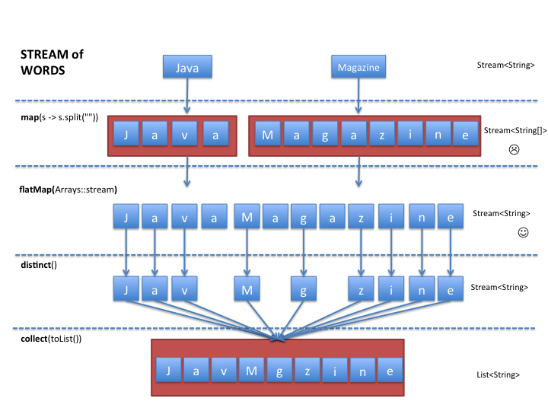 STREAM of
WORDS
Java
Magazine
Stream<String>
map(s -> s.split(""))
J a v a
M a g a z i n e
Stream<String[]>
☹
flatMap(Arrays::stream)
J a v a M a g a z i n e
Stream<String>
☺
distinct()
J a v M g z i n e
Stream<String>
collect(toList())
J a v M g z i n e
List<String>